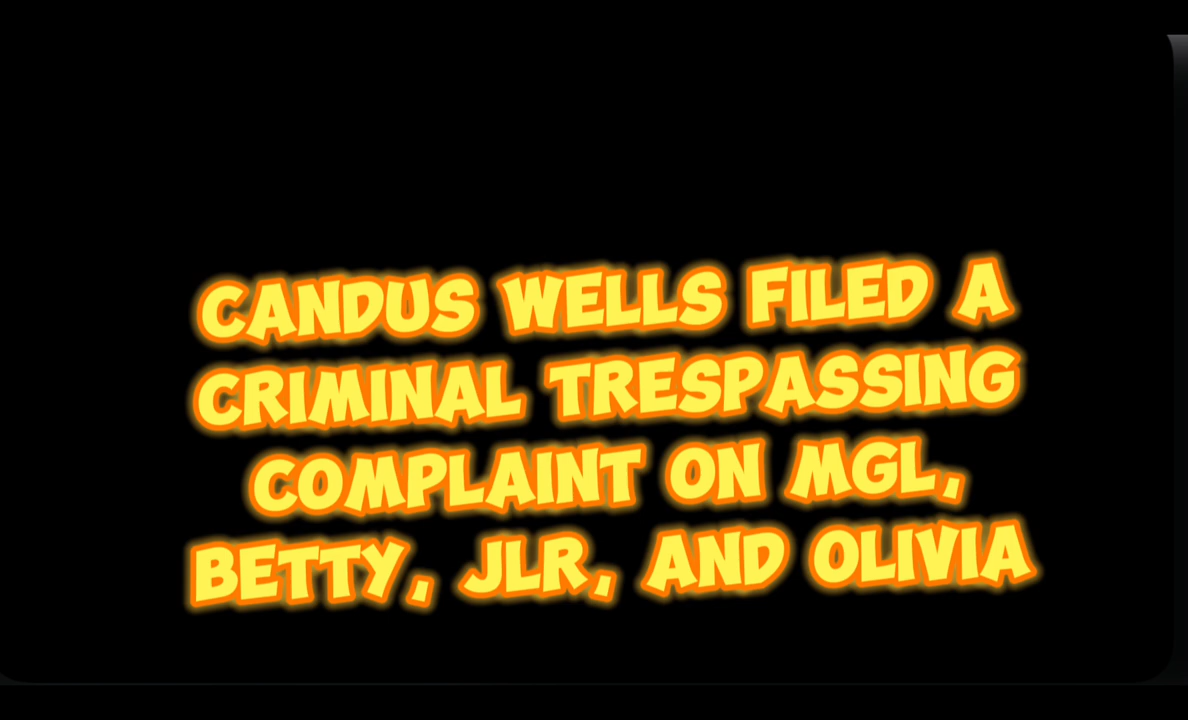 CANDUS WELLS FILED A
CRIMINAL TRESPASSING
COMPLAINT ON MGL,
BETTY, JLR, AND OLIVIA